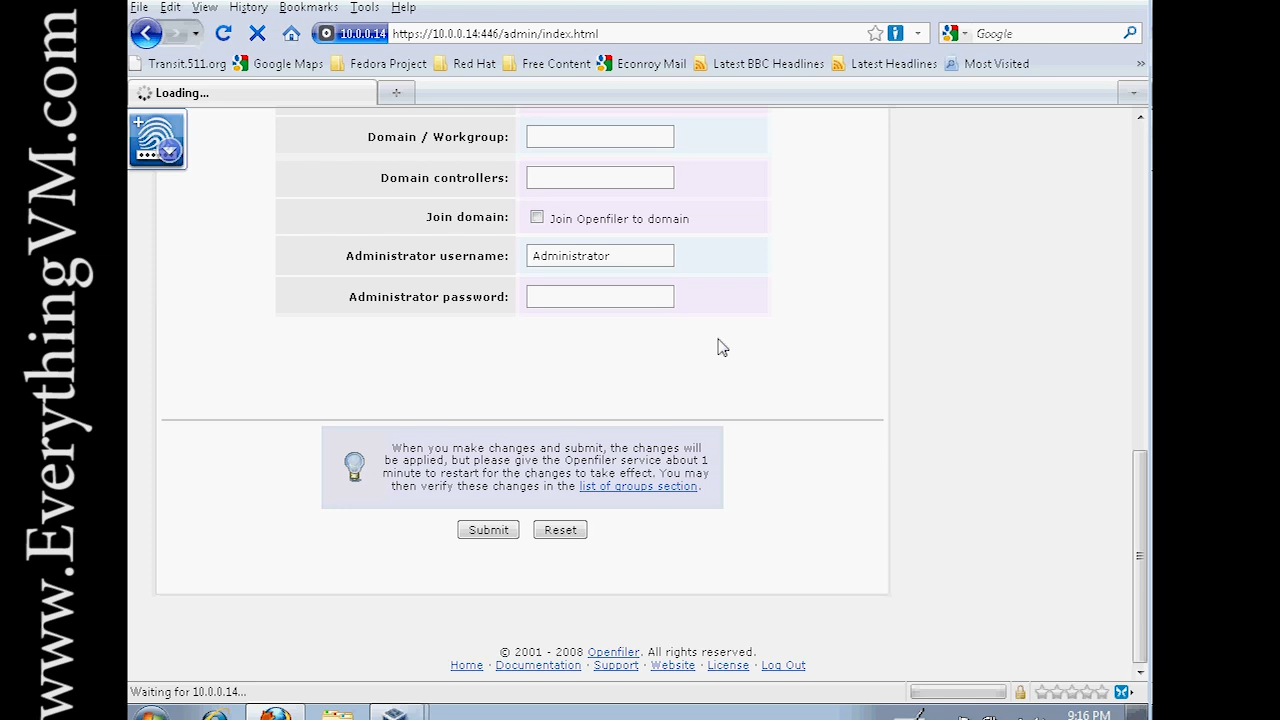 www.EverythingVM.com
File Edit View History Bookmarks Tools Help
10.0.0.14 https://10.0.0.14:446/admin/index.html Google
Transit.511.org Google Maps Fedora Project Red Hat Free Content Econroy Mail Latest BBC Headlines Latest Headlines Most Visited »
Loading...
Domain / Workgroup:
Domain controllers:
Join domain: Join Openfiler to domain
Administrator username: Administrator
Administrator password:
When you make changes and submit, the changes will
be applied, but please give the Openfiler service about 1
minute to restart for the changes to take effect. You may
then verify these changes in the list of groups section.
Submit Reset
© 2001 - 2008 Openfiler. All rights reserved.
Home · Documentation · Support · Website · License · Log Out
Waiting for 10.0.0.14...
9:16 PM